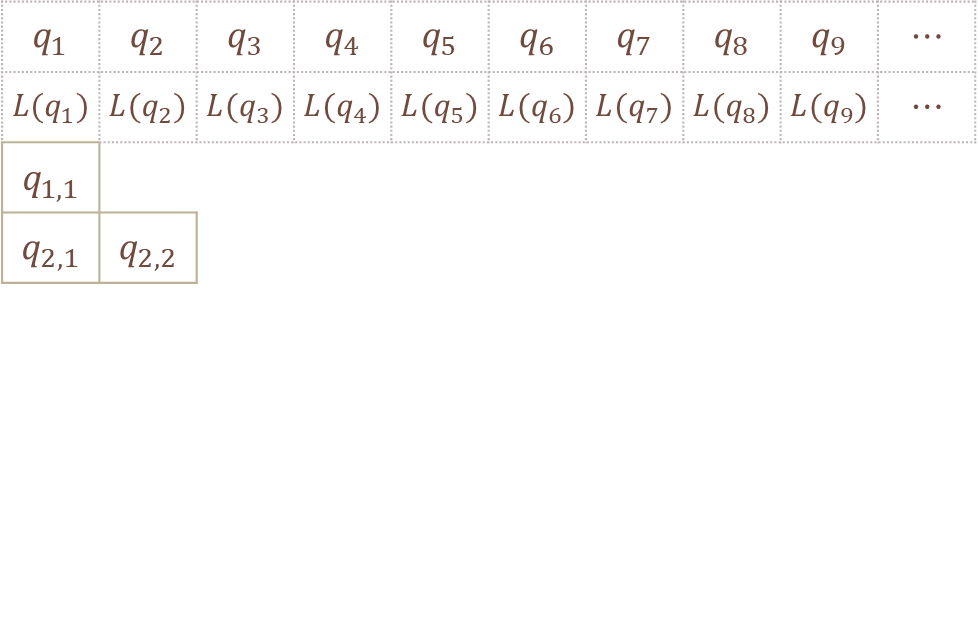 q₁ q₂ q₃ q₄ q₅ q₆ q₇ q₈ q₉ ⋯
L(q₁) L(q₂) L(q₃) L(q₄) L(q₅) L(q₆) L(q₇) L(q₈) L(q₉) ⋯
q₁,₁
q₂,₁ q₂,₂